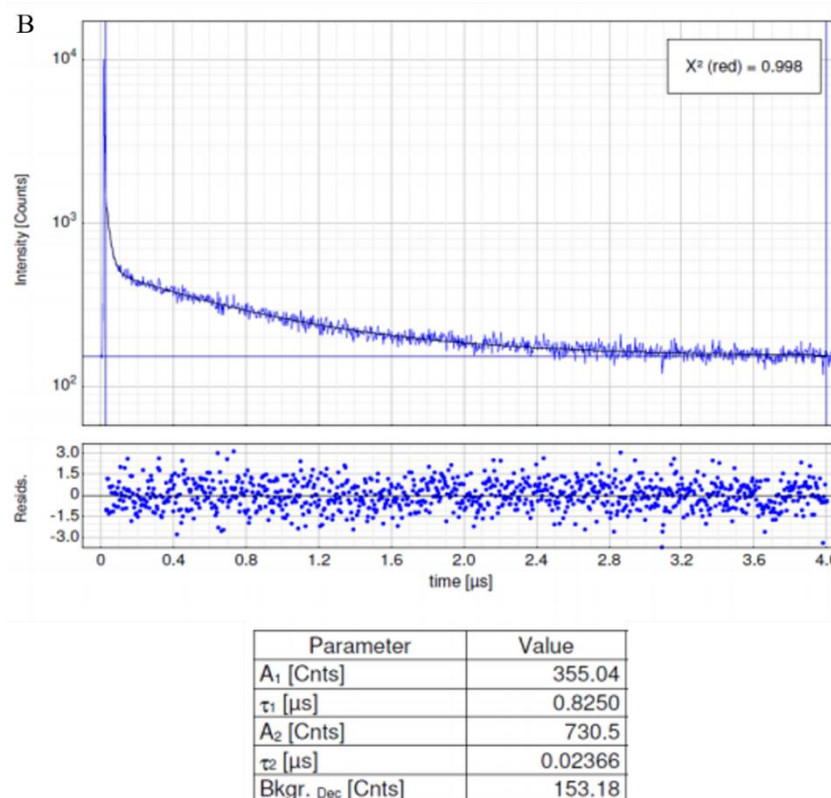 B
X² (red) = 0.998
10⁴
10³
10²
Intensity [Counts]
3.0
1.5
0
-1.5
-3.0
Resids.
0 0.4 0.8 1.2 1.6 2.0 2.4 2.8 3.2 3.6 4.0
time [µs]
Parameter Value
A₁ [Cnts] 355.04
τ₁ [µs] 0.8250
A₂ [Cnts] 730.5
τ₂ [µs] 0.02366
Bkgr. Dec [Cnts] 153.18